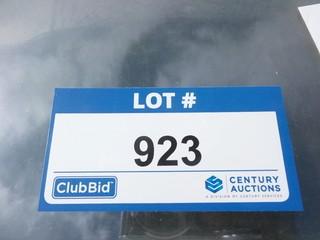 LOT #
923
ClubBid
CENTURY
AUCTIONS
A DIVISION OF CENTURY SERVICES